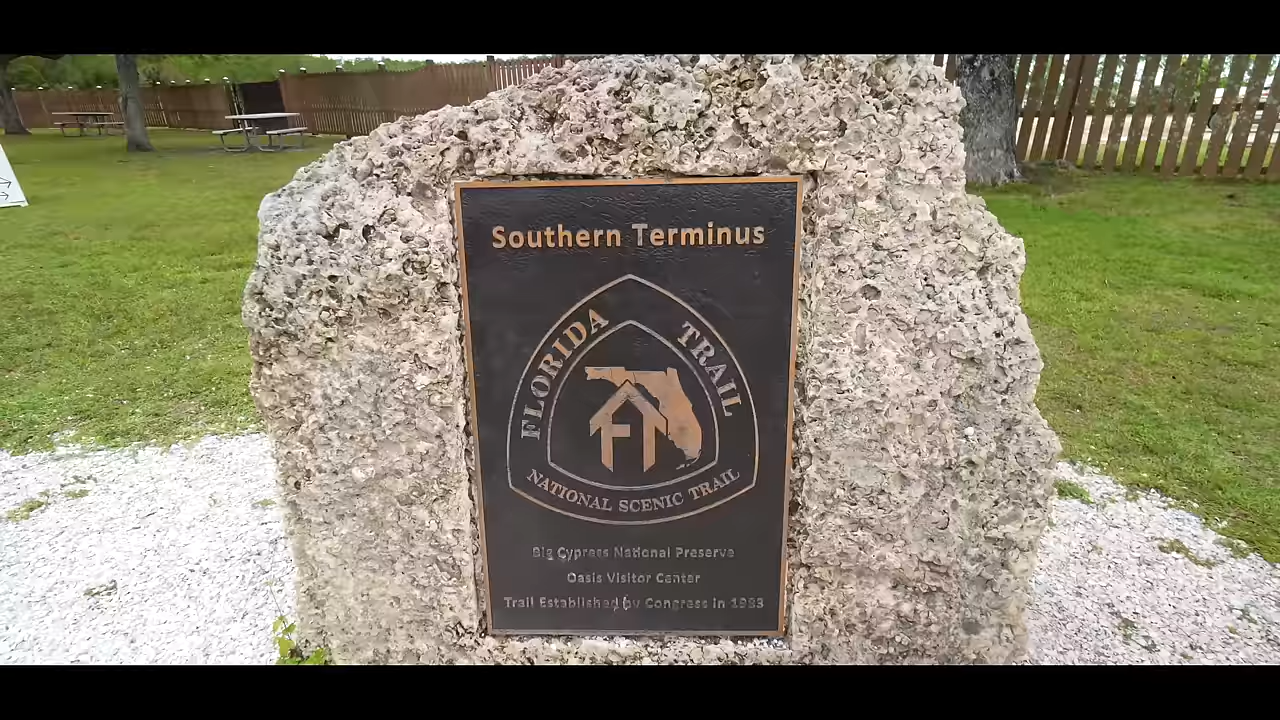 Southern Terminus
FLORIDA TRAIL
FT
NATIONAL SCENIC TRAIL
Big Cypress National Preserve
Oasis Visitor Center
Trail Established by Congress in 1983